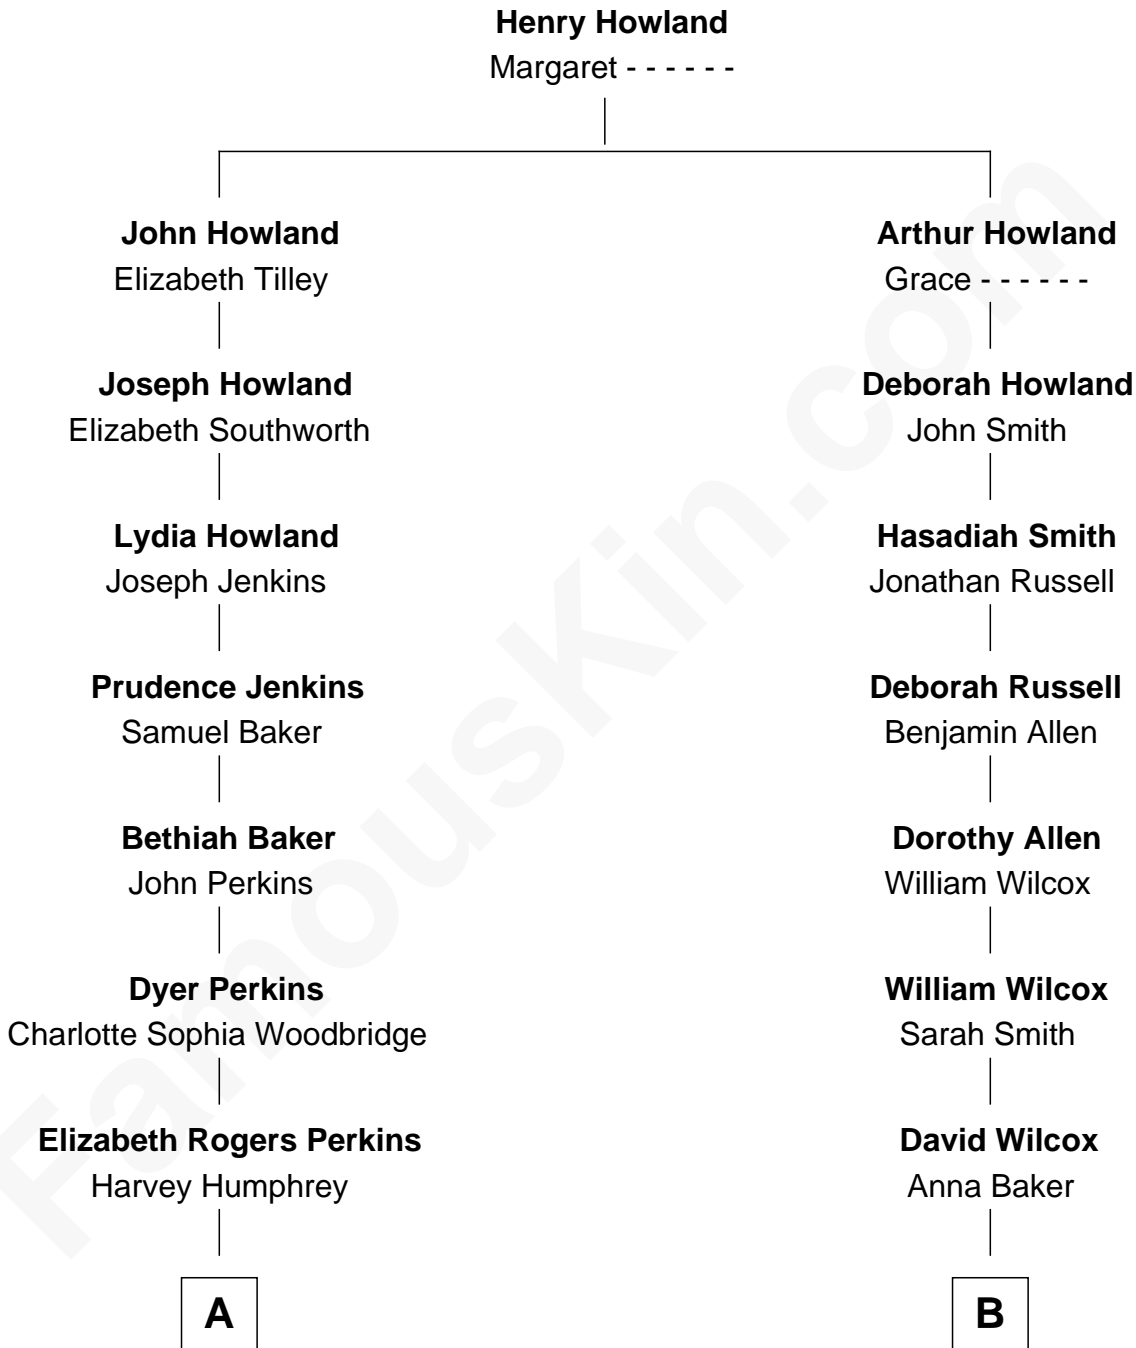 Henry Howland
Margaret - - - - - -
John Howland
Elizabeth Tilley
Arthur Howland
Grace - - - - - -
Joseph Howland
Elizabeth Southworth
Deborah Howland
John Smith
Lydia Howland
Joseph Jenkins
Hasadiah Smith
Jonathan Russell
Prudence Jenkins
Samuel Baker
Deborah Russell
Benjamin Allen
Bethiah Baker
John Perkins
Dorothy Allen
William Wilcox
Dyer Perkins
Charlotte Sophia Woodbridge
William Wilcox
Sarah Smith
Elizabeth Rogers Perkins
Harvey Humphrey
David Wilcox
Anna Baker
A
B
FamousKin.com